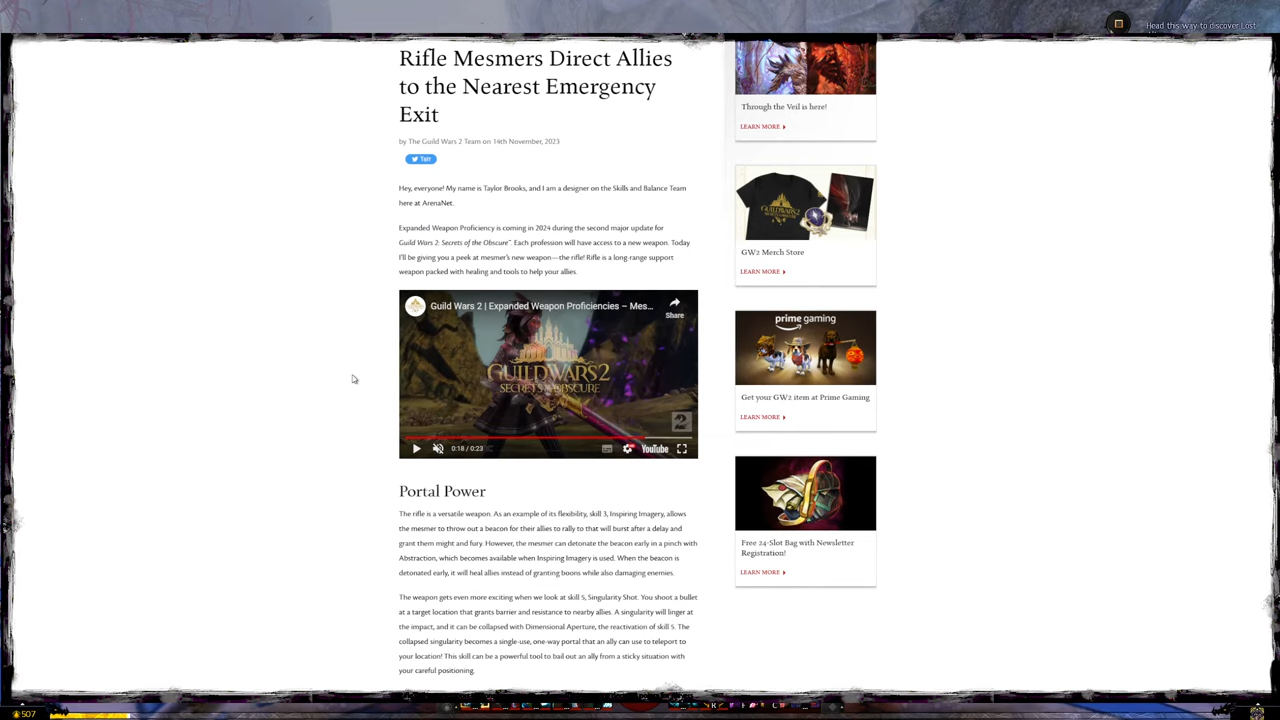 Head this way to discover Lost
Rifle Mesmers Direct Allies
to the Nearest Emergency
Exit
by The Guild Wars 2 Team on 14th November, 2023
Hey, everyone! My name is Taylor Brooks, and I am a designer on the Skills and Balance Team
here at ArenaNet.
Expanded Weapon Proficiency is coming in 2024 during the second major update for
Guild Wars 2: Secrets of the Obscure™. Each profession will have access to a new weapon. Today
I'll be giving you a peek at mesmer's new weapon—the rifle! Rifle is a long-range support
weapon packed with healing and tools to help your allies.
Guild Wars 2 | Expanded Weapon Proficiencies – Mes...
Share
GUILD WARS 2
SECRETS OF THE OBSCURE
0:18 / 0:23
YouTube
Portal Power
The rifle is a versatile weapon. As an example of its flexibility, skill 3, Inspiring Imagery, allows
the mesmer to throw out a beacon for their allies to rally to that will burst after a delay and
grant them might and fury. However, the mesmer can detonate the beacon early in a pinch with
Abstraction, which becomes available when Inspiring Imagery is used. When the beacon is
detonated early, it will heal allies instead of granting boons while also damaging enemies.
The weapon gets even more exciting when we look at skill 5, Singularity Shot. You shoot a bullet
at a target location that grants barrier and resistance to nearby allies. A singularity will linger at
the impact, and it can be collapsed with Dimensional Aperture, the reactivation of skill 5. The
collapsed singularity becomes a single-use, one-way portal that an ally can use to teleport to
your location! This skill can be a powerful tool to bail out an ally from a sticky situation with
your careful positioning.
Through the Veil is here!
LEARN MORE
GUILD WARS 2
GW2 Merch Store
LEARN MORE
prime gaming
Get your GW2 item at Prime Gaming
LEARN MORE
Free 24-Slot Bag with Newsletter
Registration!
LEARN MORE
507